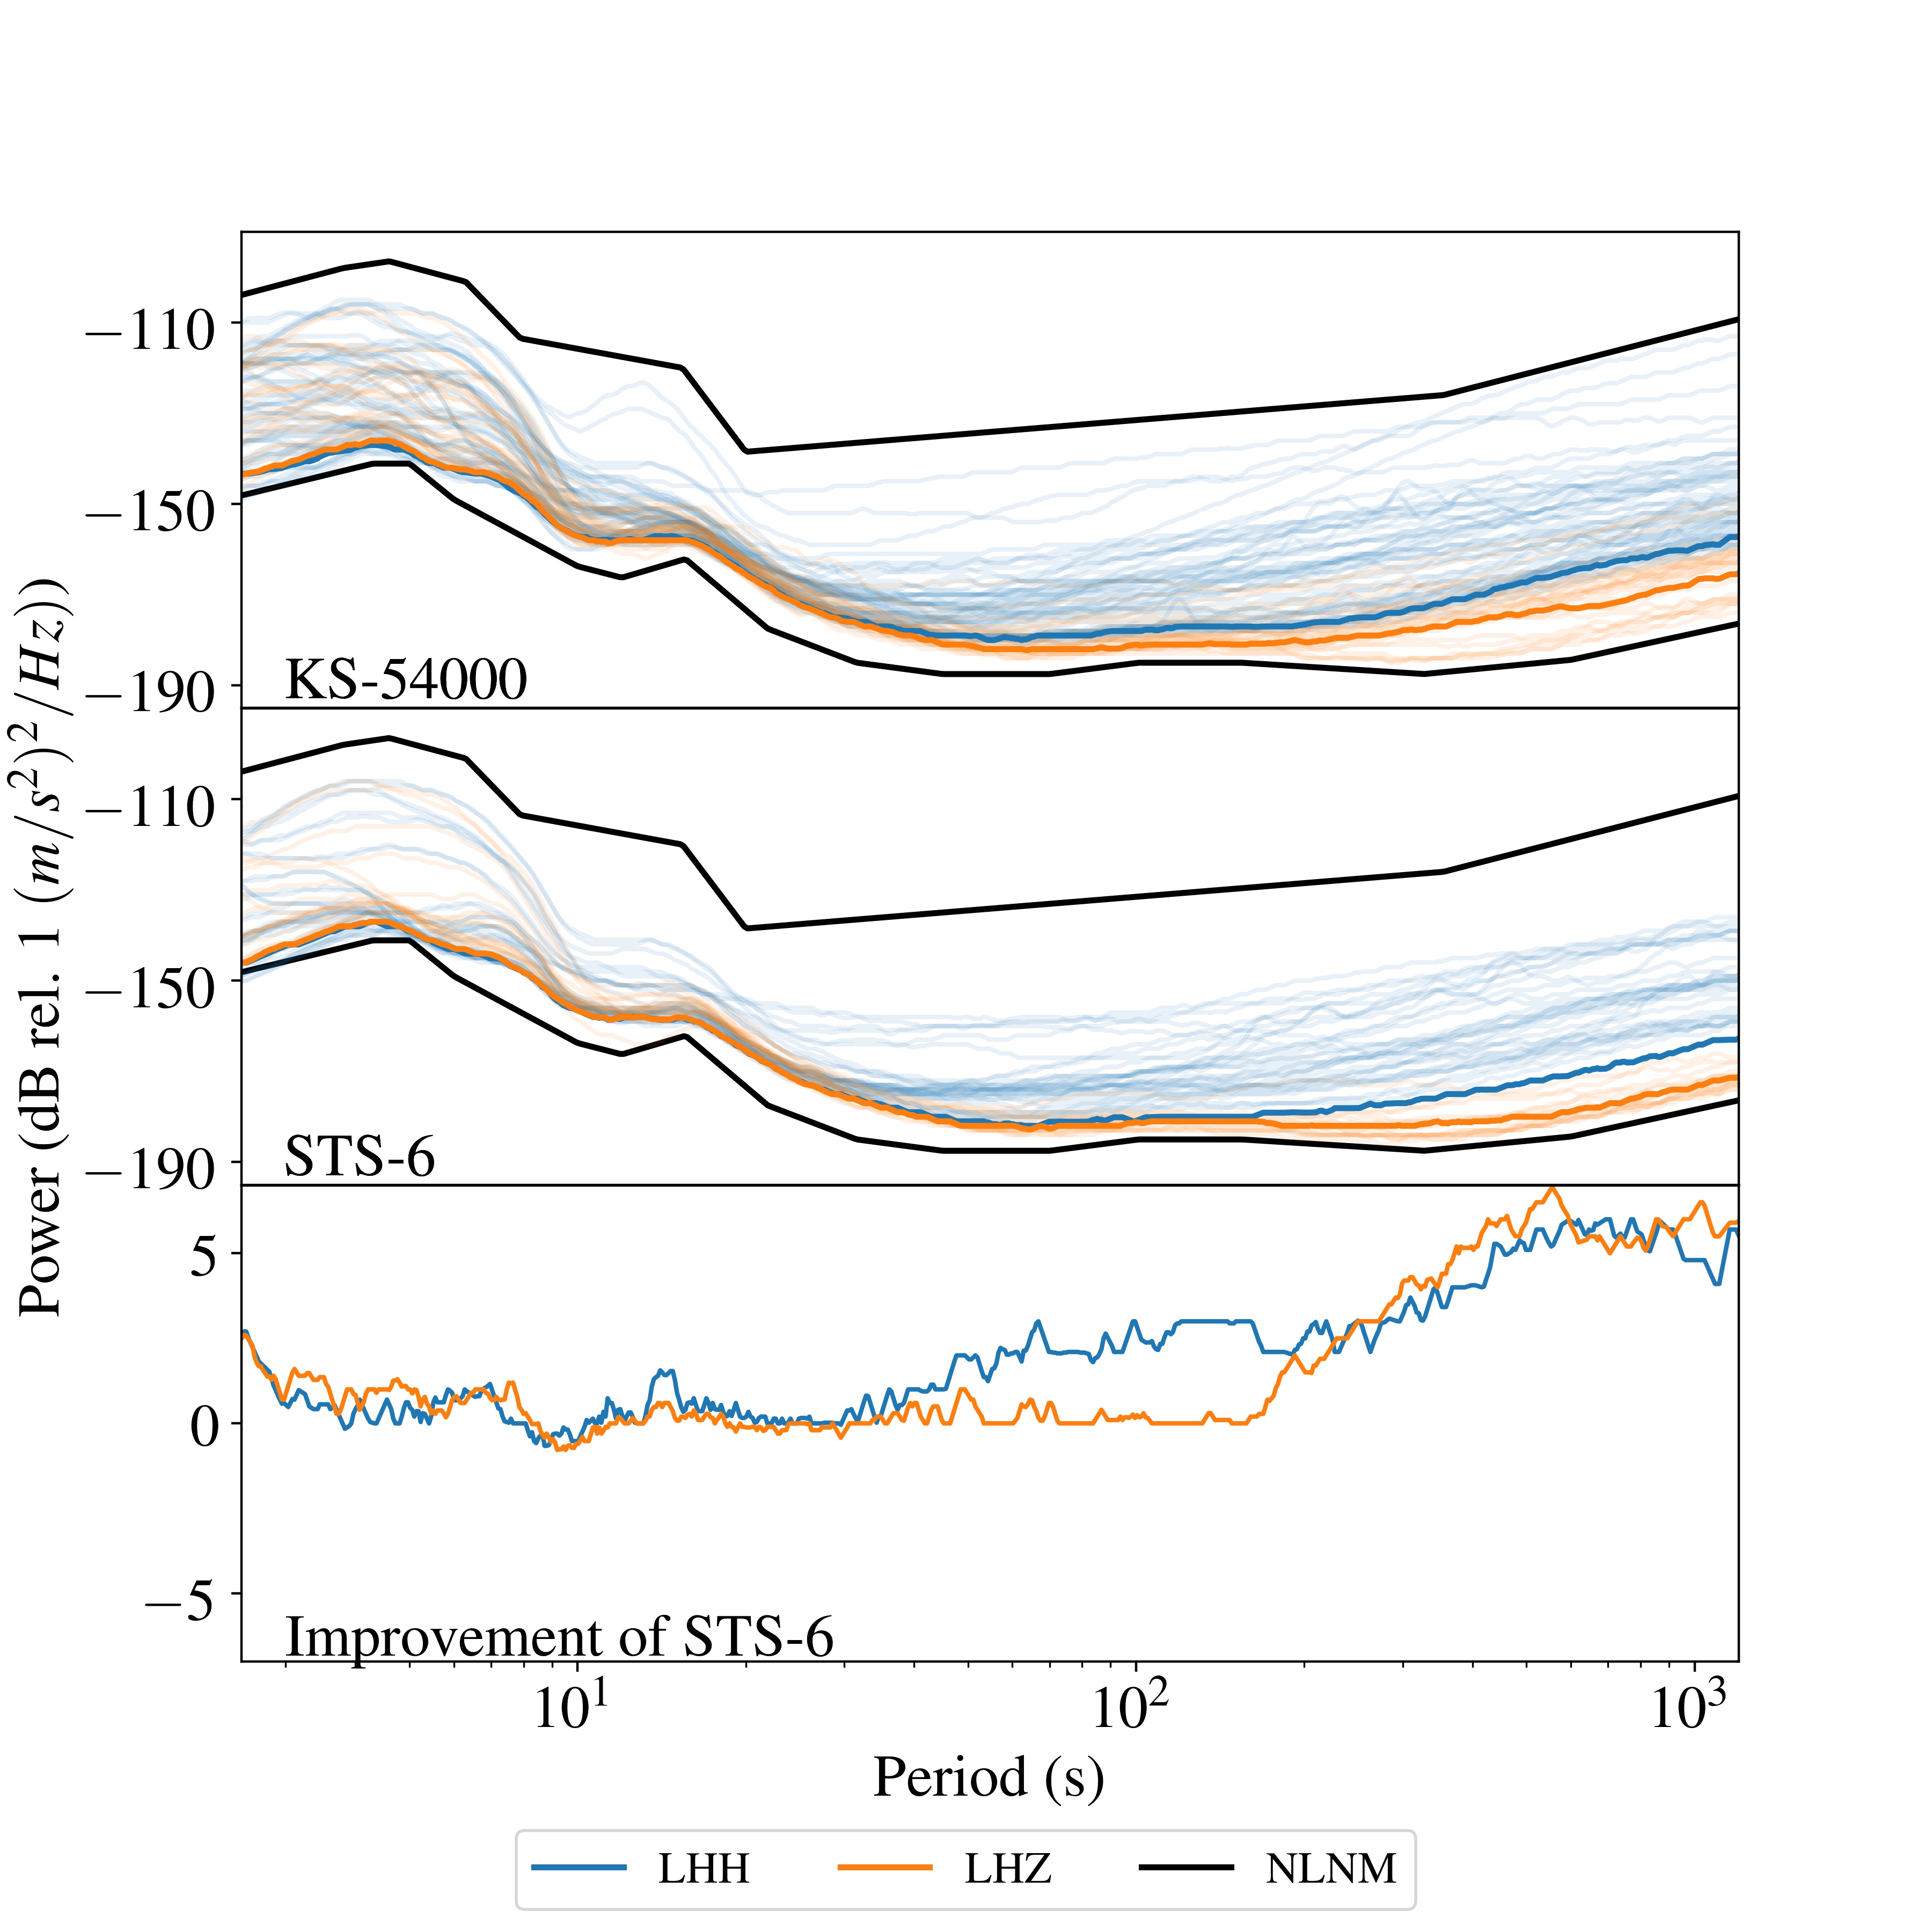 Power (dB rel. 1 (m/s²)²//Hz))
−110
−150
−190
KS-54000
−110
−150
−190
STS-6
5
0
−5
Improvement of STS-6
10¹ 10² 10³
Period (s)
LHH LHZ NLNM